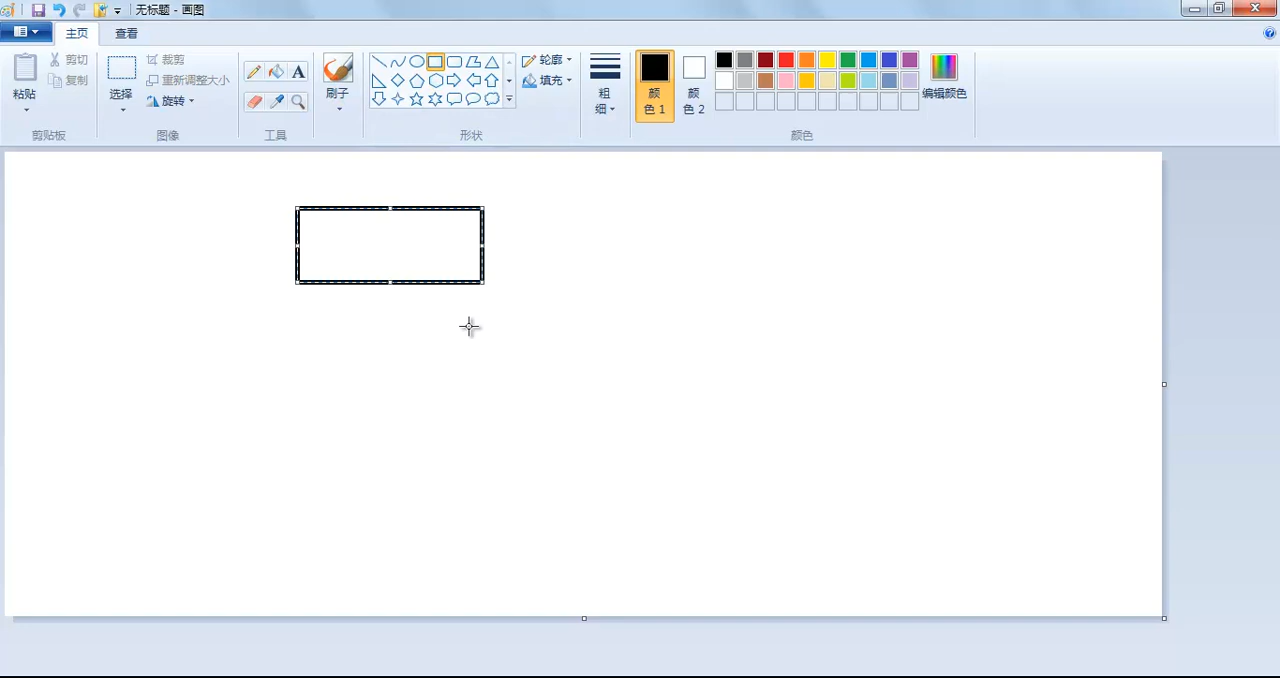 无标题 - 画图
主页 查看
粘贴
剪切
复制
剪贴板
选择
裁剪
重新调整大小
旋转
图像
A
工具
刷子
轮廓
填充
形状
粗
细
颜
色 1
颜
色 2
编辑颜色
颜色